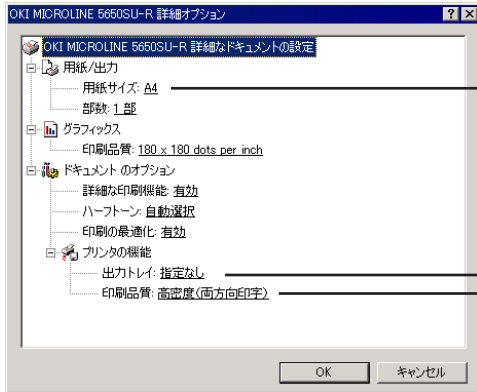 OKI MICROLINE 5650SU-R 詳細オプション
OKI MICROLINE 5650SU-R 詳細なドキュメントの設定
用紙/出力
用紙サイズ: A4
部数: 1 部
グラフィックス
印刷品質: 180 x 180 dots per inch
ドキュメント のオプション
詳細な印刷機能: 有効
ハーフトーン: 自動選択
印刷の最適化: 有効
プリンタの機能
出力トレイ: 指定なし
印刷品質: 高密度(両方向印字)
OK キャンセル